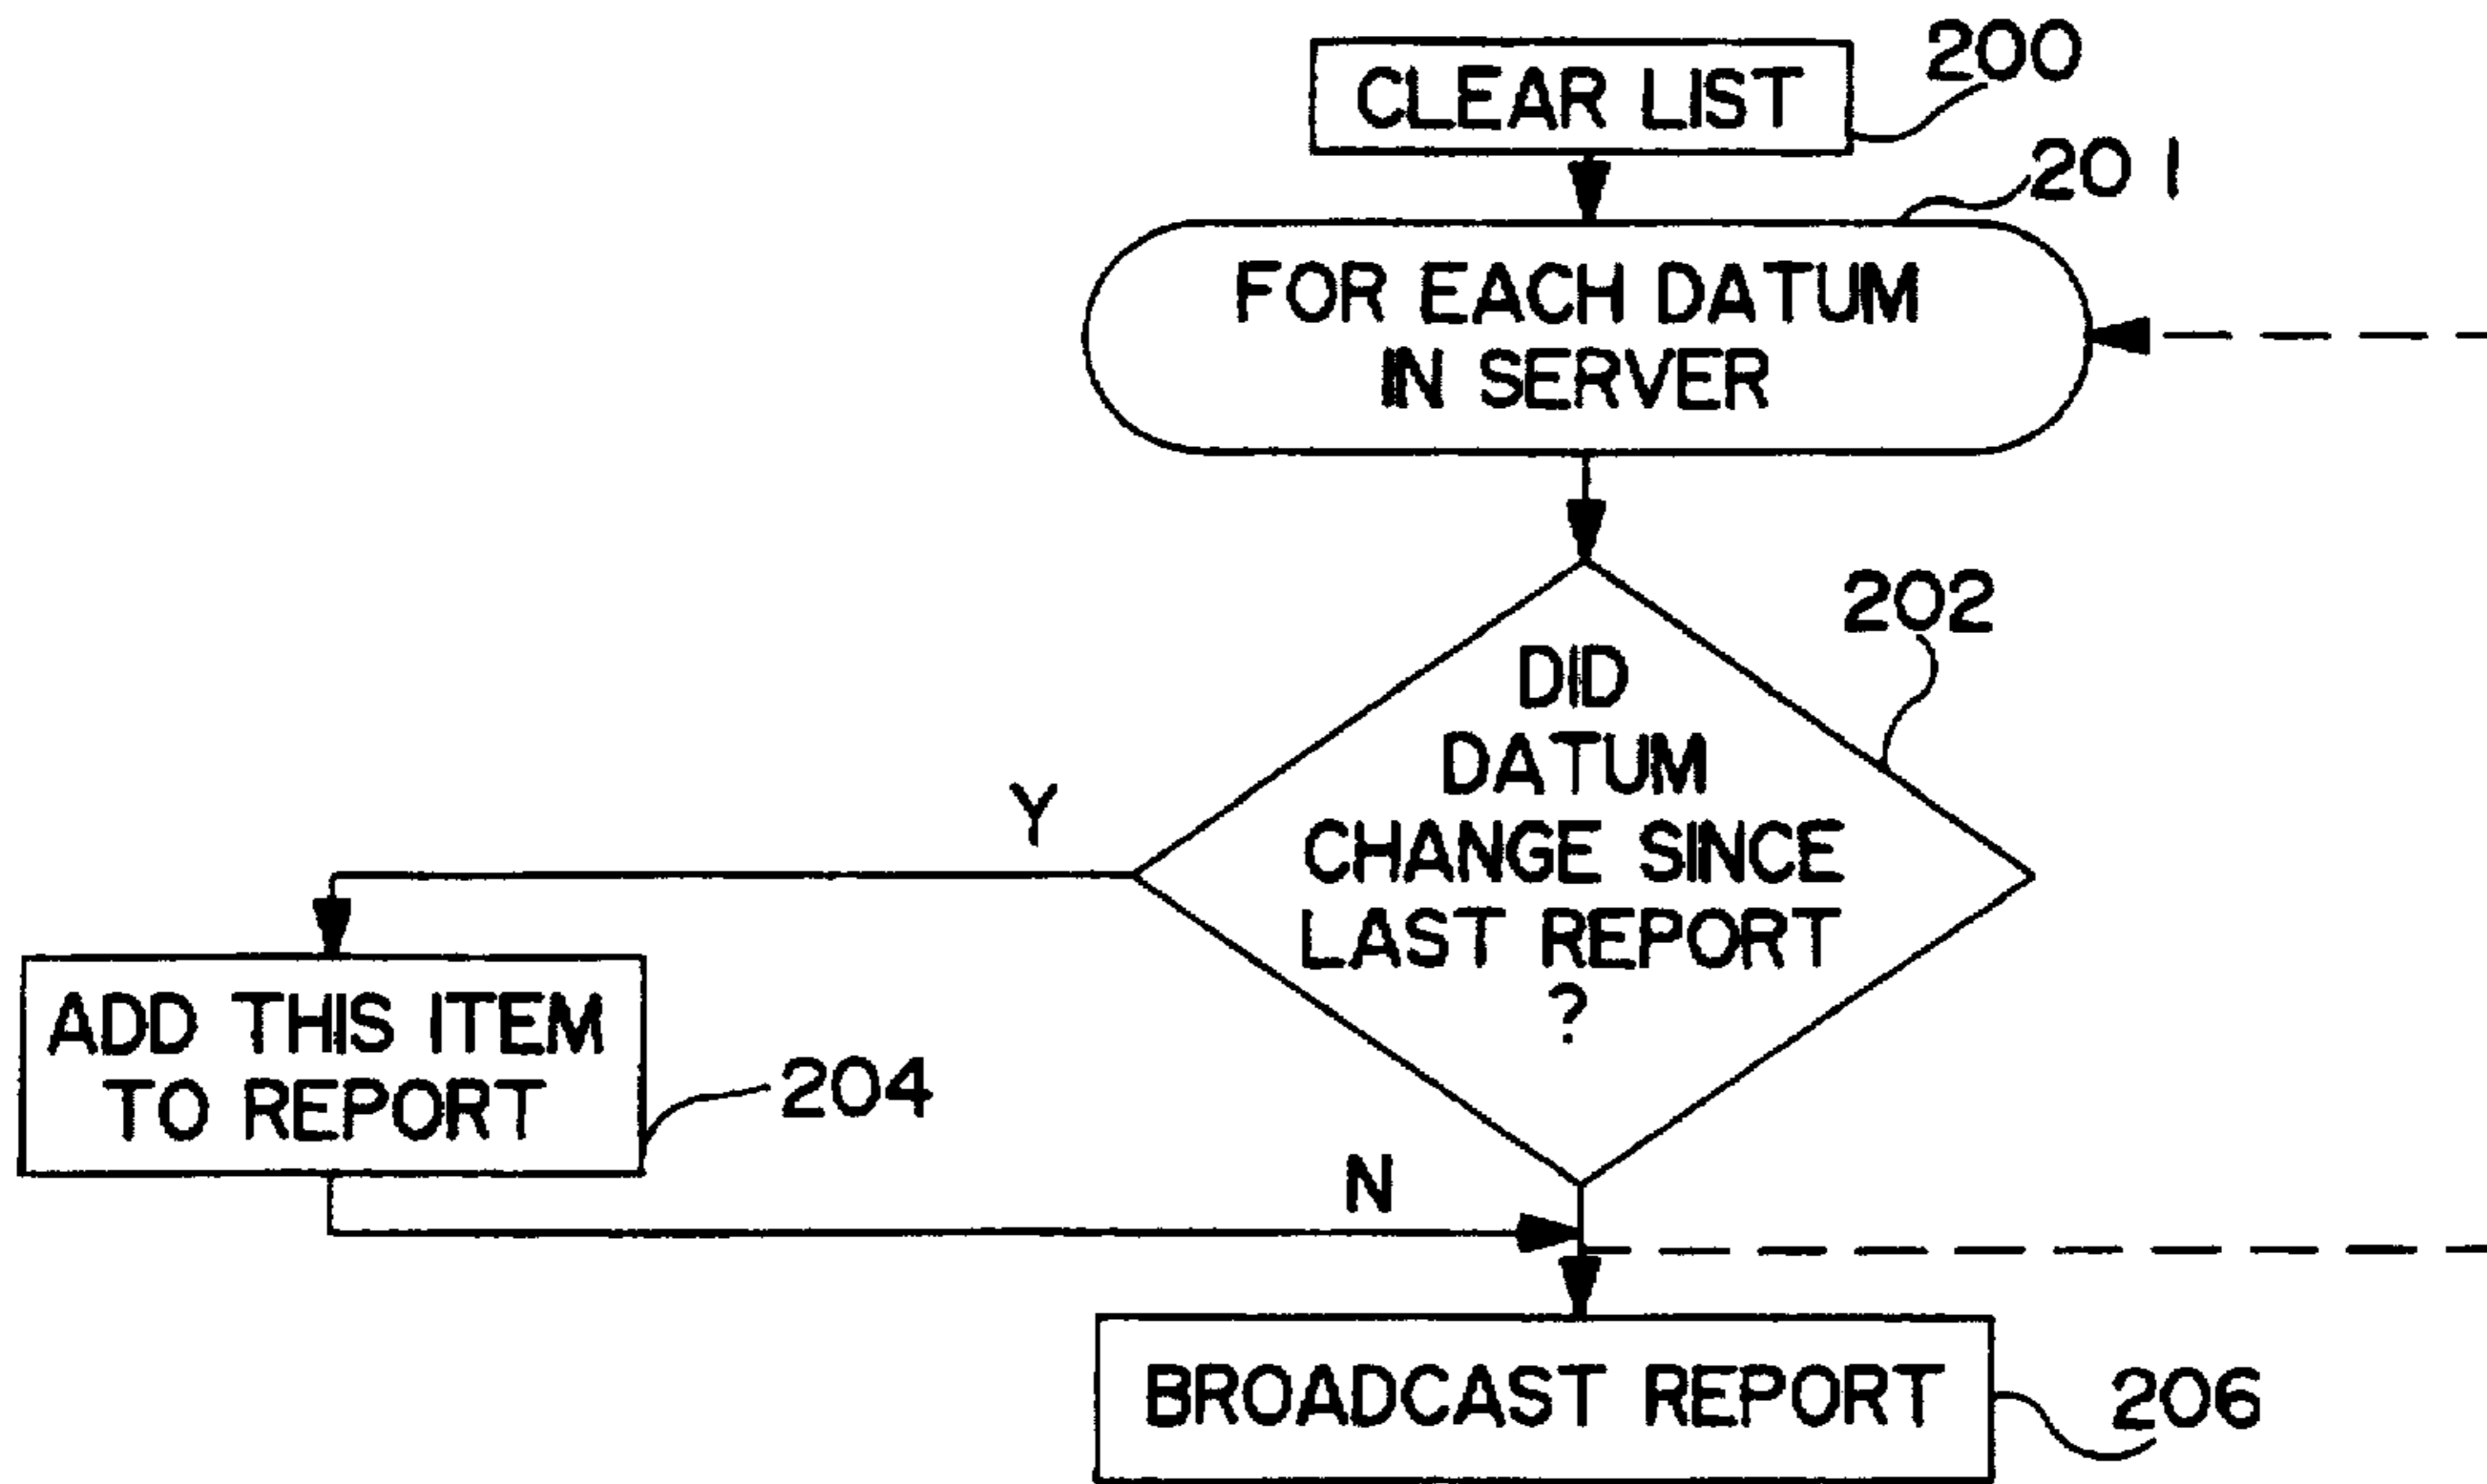 CLEAR LIST
200
201
FOR EACH DATUM
IN SERVER
202
DID
DATUM
CHANGE SINCE
LAST REPORT
?
Y
ADD THIS ITEM
TO REPORT
204
N
BROADCAST REPORT
206